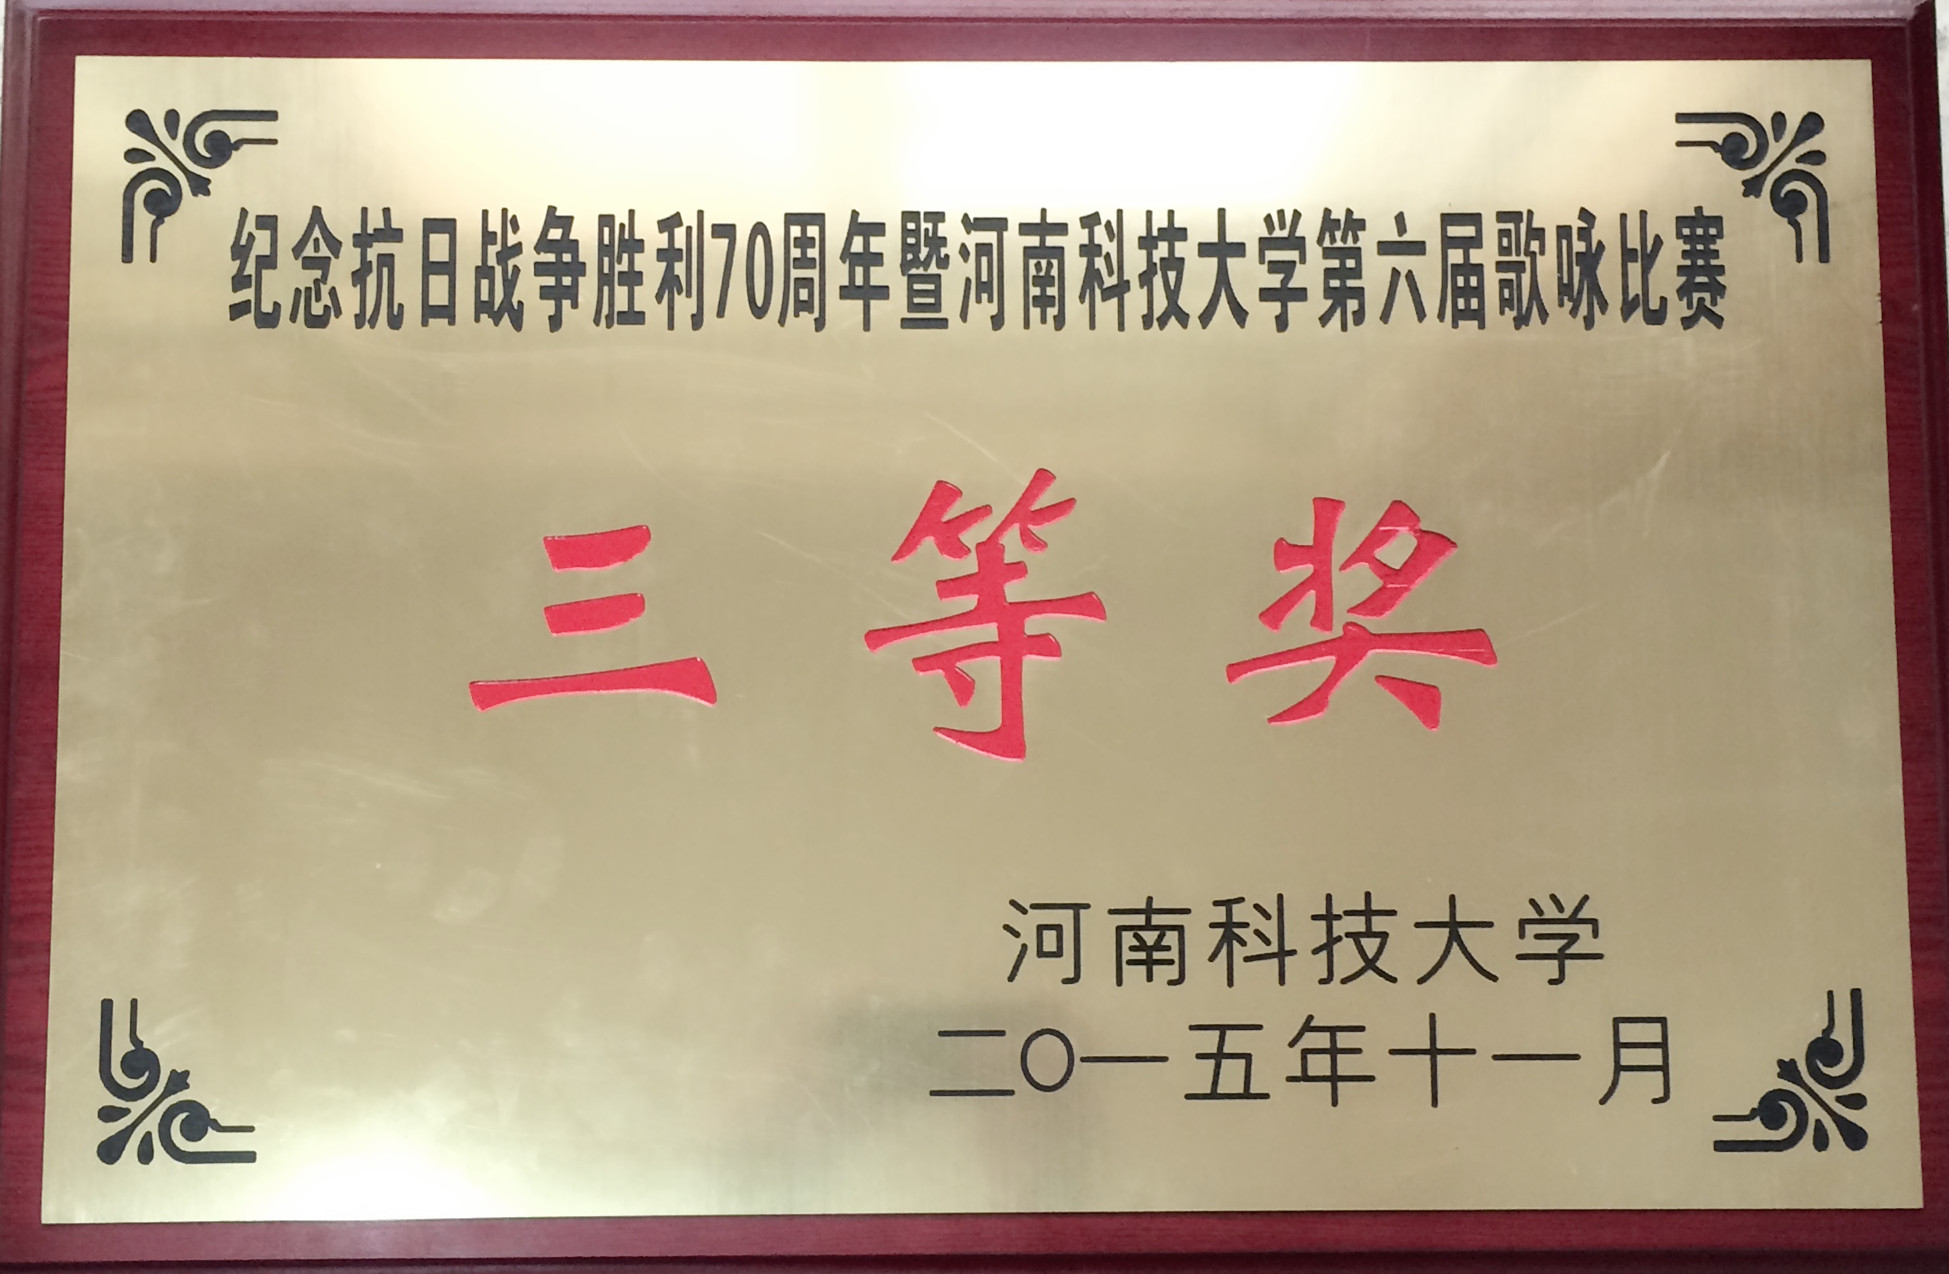 纪念抗日战争胜利70周年暨河南科技大学第六届歌咏比赛
三等奖
河南科技大学
二〇一五年十一月